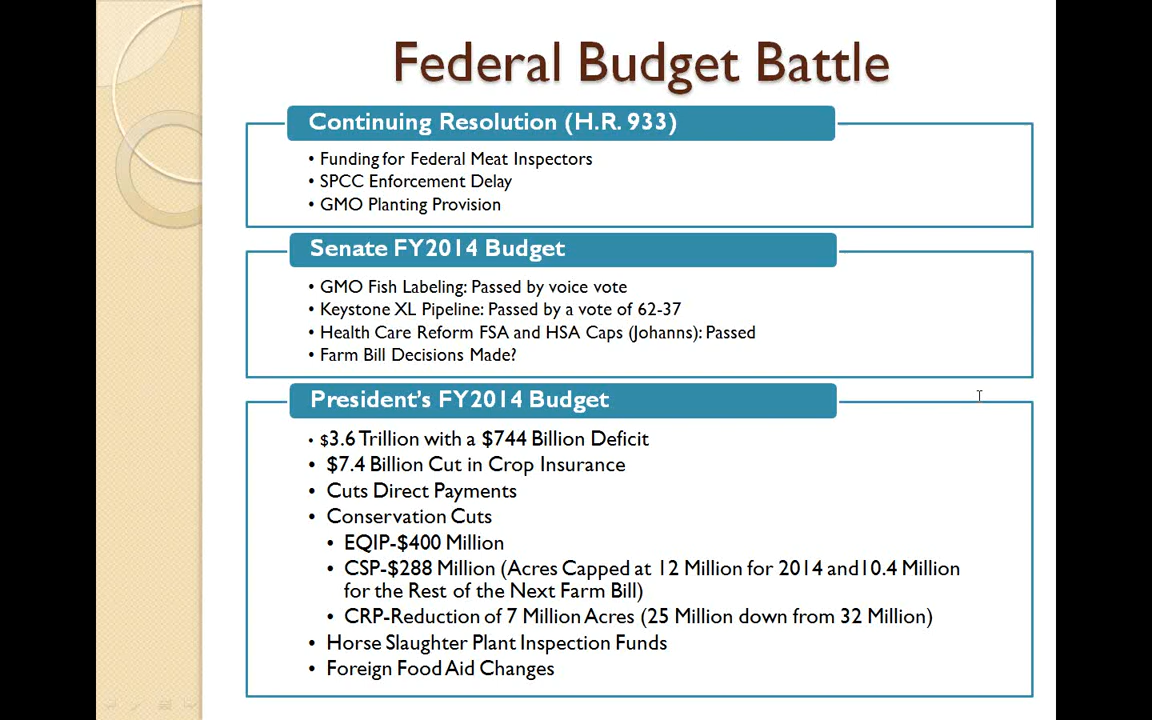 Federal Budget Battle
Continuing Resolution (H.R. 933)
• Funding for Federal Meat Inspectors
• SPCC Enforcement Delay
• GMO Planting Provision
Senate FY2014 Budget
• GMO Fish Labeling: Passed by voice vote
• Keystone XL Pipeline: Passed by a vote of 62-37
• Health Care Reform FSA and HSA Caps (Johanns): Passed
• Farm Bill Decisions Made?
President's FY2014 Budget
• $3.6 Trillion with a $744 Billion Deficit
• $7.4 Billion Cut in Crop Insurance
• Cuts Direct Payments
• Conservation Cuts
• EQIP-$400 Million
• CSP-$288 Million (Acres Capped at 12 Million for 2014 and10.4 Million
for the Rest of the Next Farm Bill)
• CRP-Reduction of 7 Million Acres (25 Million down from 32 Million)
• Horse Slaughter Plant Inspection Funds
• Foreign Food Aid Changes